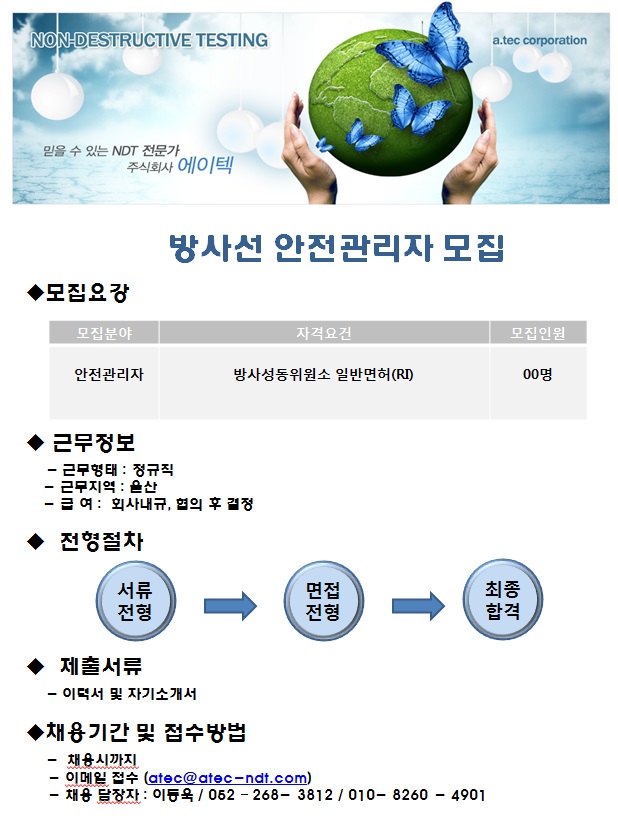 NON-DESTRUCTIVE TESTING
a.tec corporation
믿을 수 있는 NDT 전문가
주식회사 에이텍
방사선 안전관리자 모집
◆모집요강
모집분야 자격요건 모집인원
안전관리자 방사성동위원소 일반면허(RI) 00명
◆ 근무정보
- 근무형태 : 정규직
- 근무지역 : 울산
- 급 여 : 회사내규, 협의 후 결정
◆ 전형절차
서류 면접 최종
전형 전형 합격
◆ 제출서류
- 이력서 및 자기소개서
◆채용기간 및 접수방법
- 채용시까지
- 이메일 접수 (atec@atec-ndt.com)
- 채용 담장자 : 이동욱 / 052 - 268- 3812 / 010- 8260 - 4901